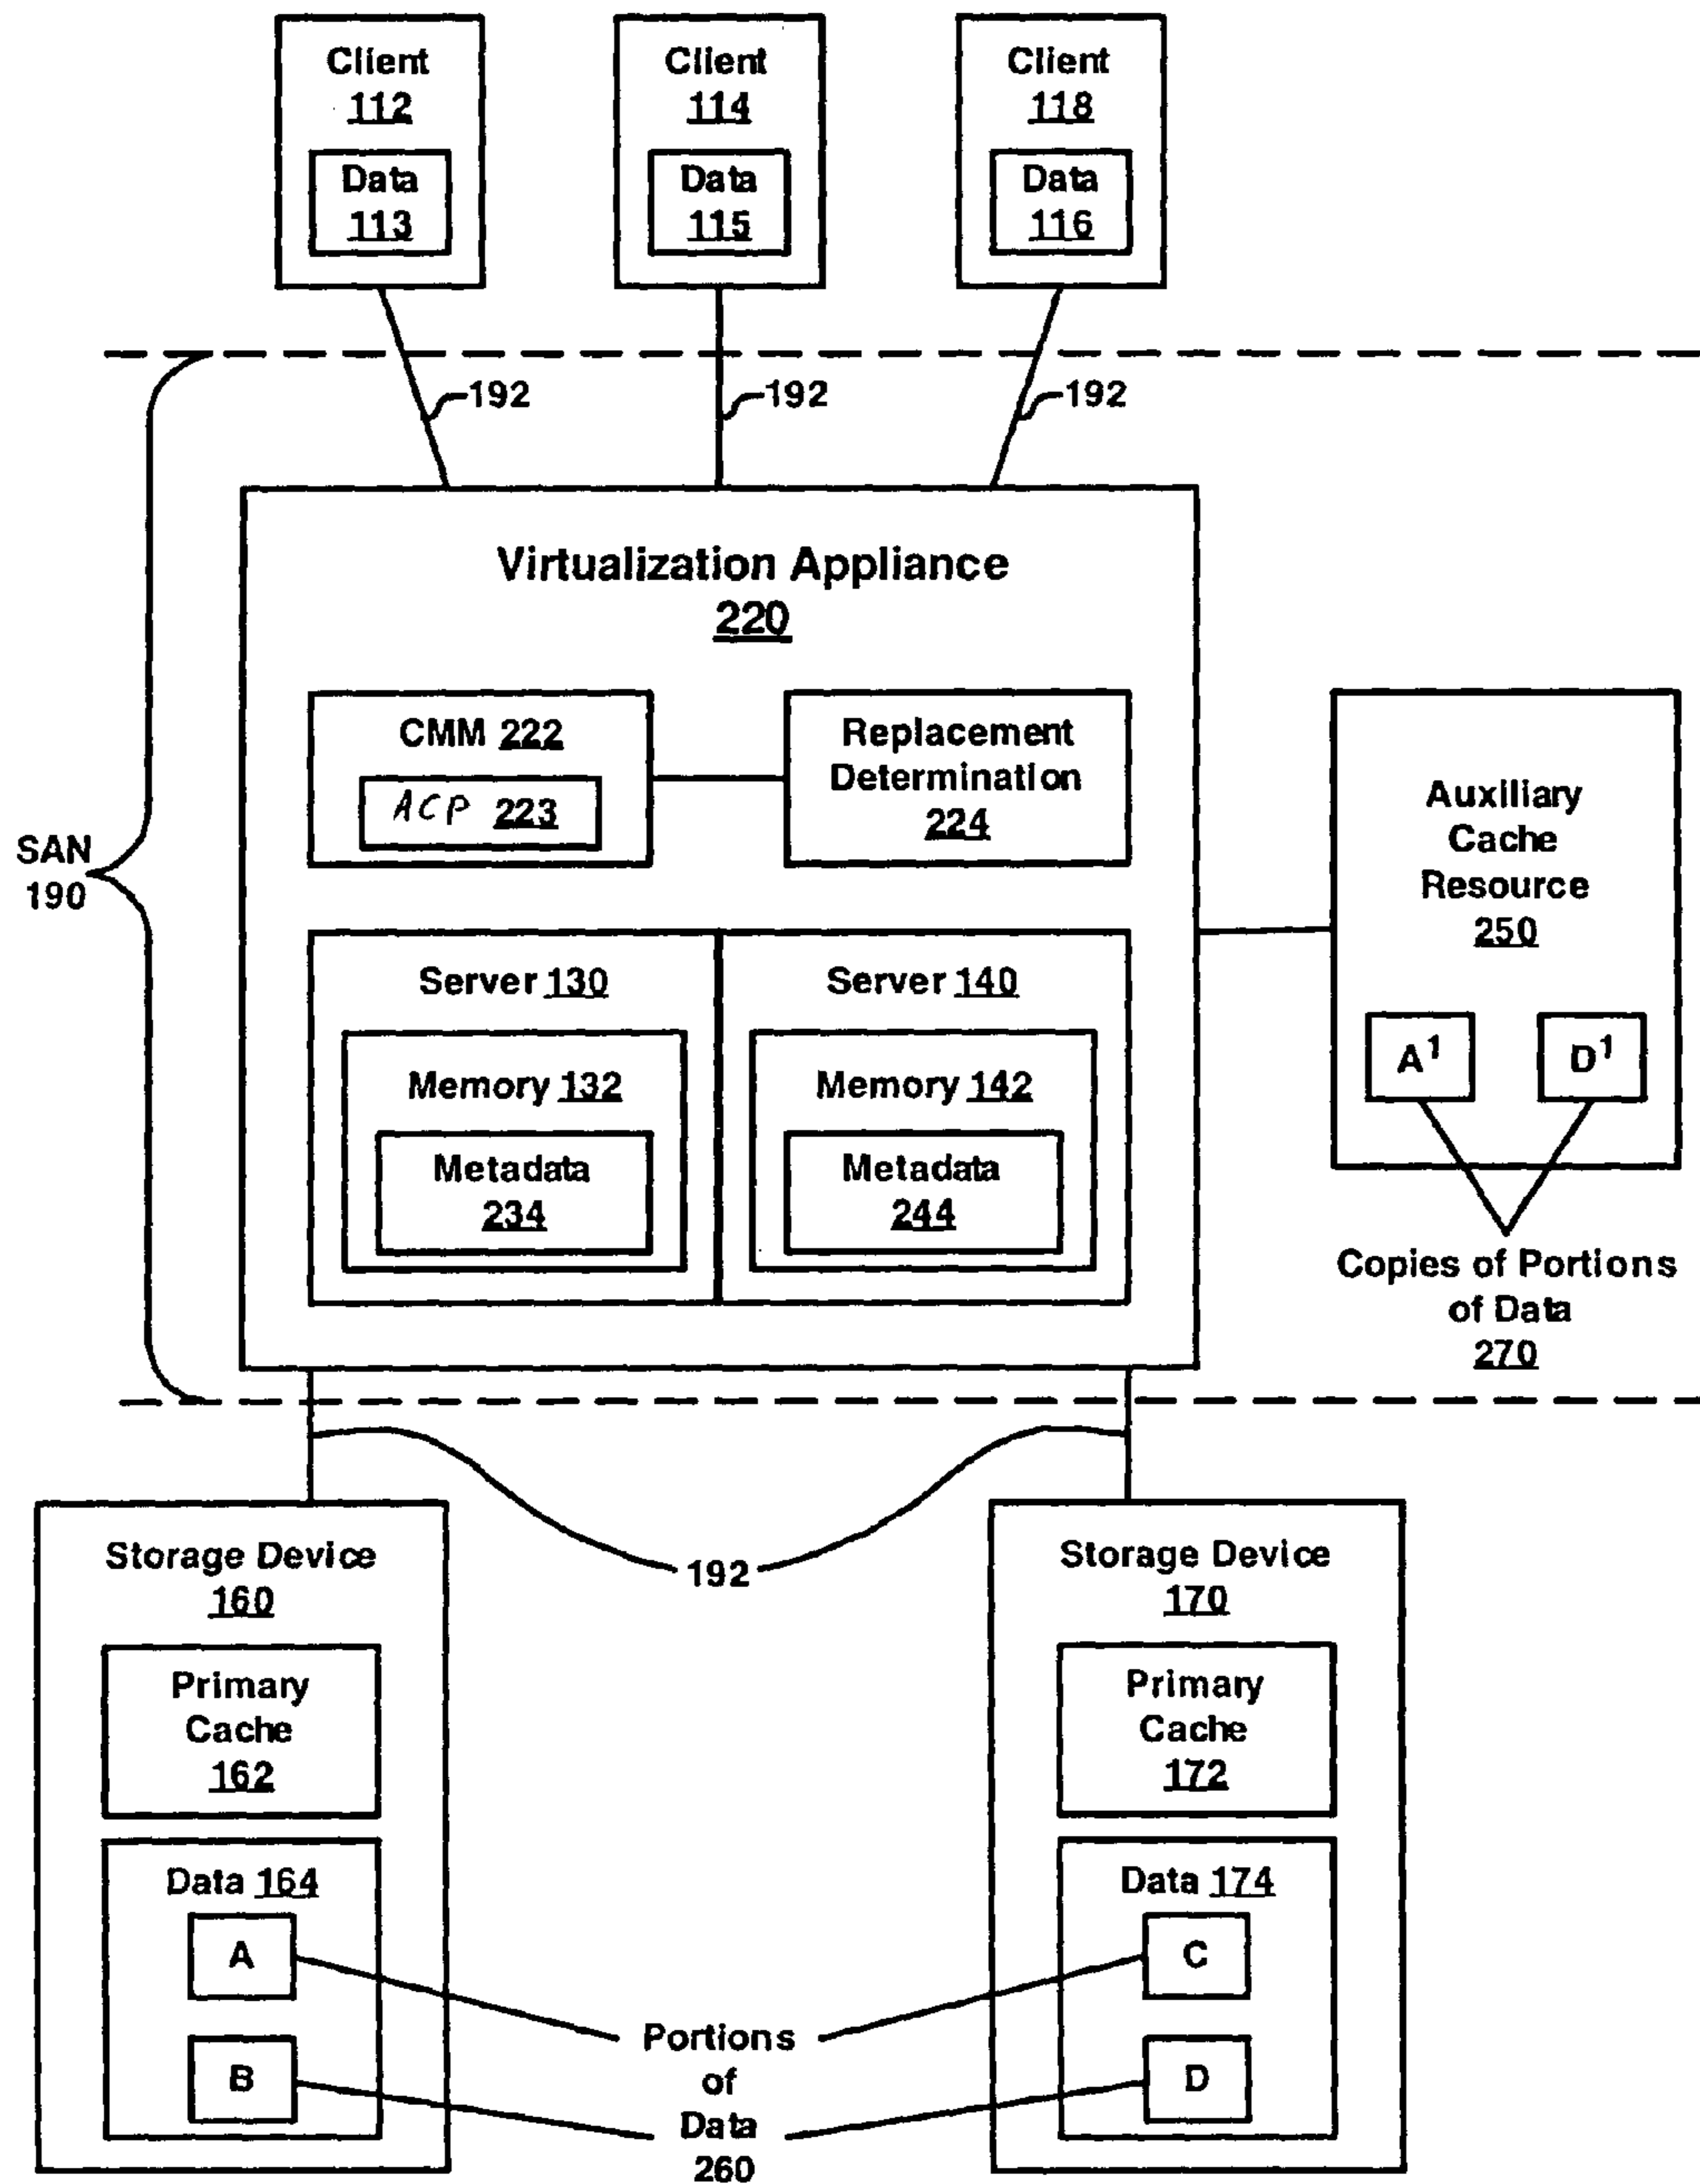 Client
112
Data
113
Client
114
Data
115
Client
118
Data
116
192
192
192
SAN
190
Virtualization Appliance
220
CMM 222
ACP 223
Replacement
Determination
224
Server 130
Memory 132
Metadata
234
Server 140
Memory 142
Metadata
244
Auxiliary
Cache
Resource
250
A1
D1
Copies of Portions
of Data
270
192
Storage Device
160
Primary
Cache
162
Data 164
A
B
Storage Device
170
Primary
Cache
172
Data 174
C
D
Portions
of
Data
260